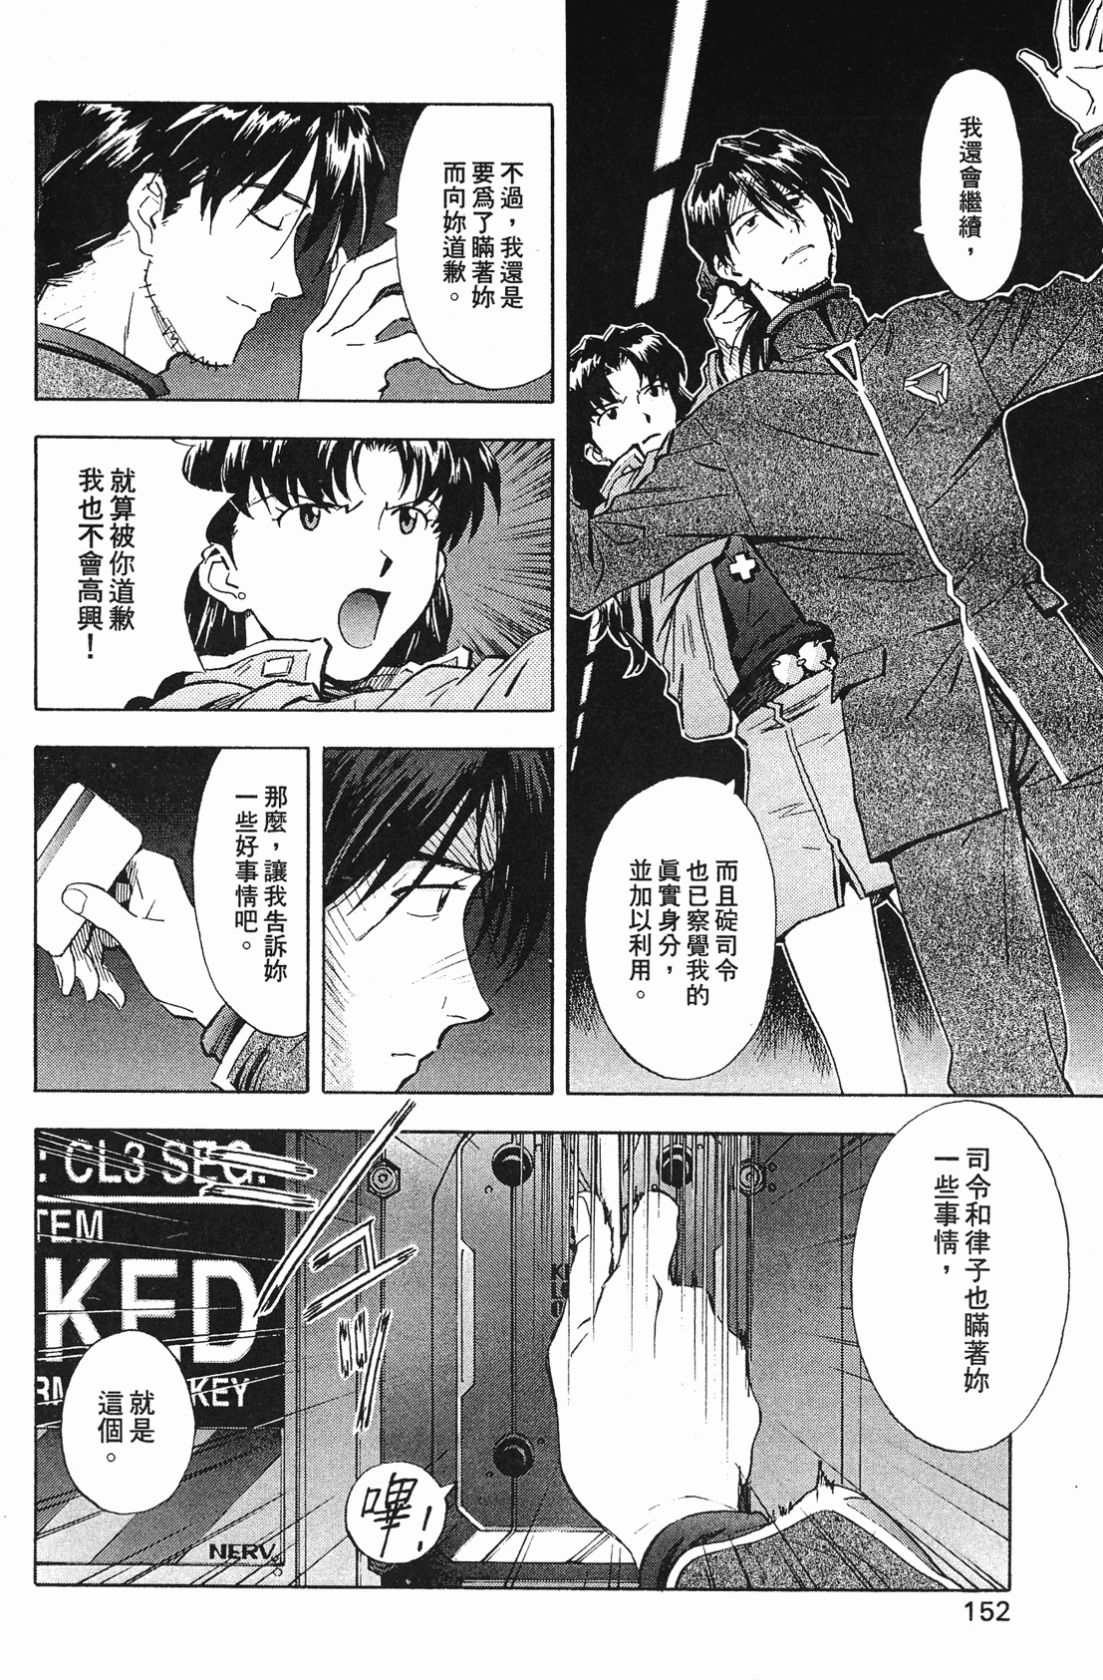 我還會繼續，
而且碇司令
也已察覺我的
眞實身分，
並加以利用。
不過，我還是
要爲了瞞著妳
而向妳道歉。
就算被你道歉
我也不會高興！
那麼，讓我告訴妳
一些好事情吧。
司令和律子也瞞著妳
一些事情，
: CL3 SEG.
TEM
KED
KEY
NERV
嗶！
就是
這個。
152